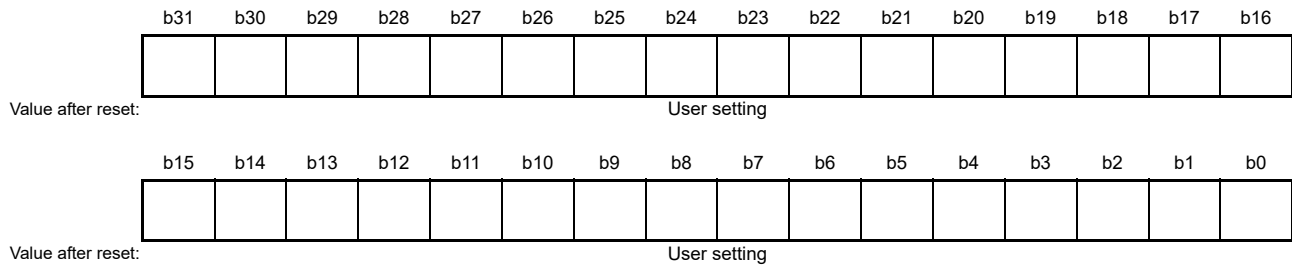 b31 b30 b29 b28 b27 b26 b25 b24 b23 b22 b21 b20 b19 b18 b17 b16
Value after reset: User setting
b15 b14 b13 b12 b11 b10 b9 b8 b7 b6 b5 b4 b3 b2 b1 b0
Value after reset: User setting